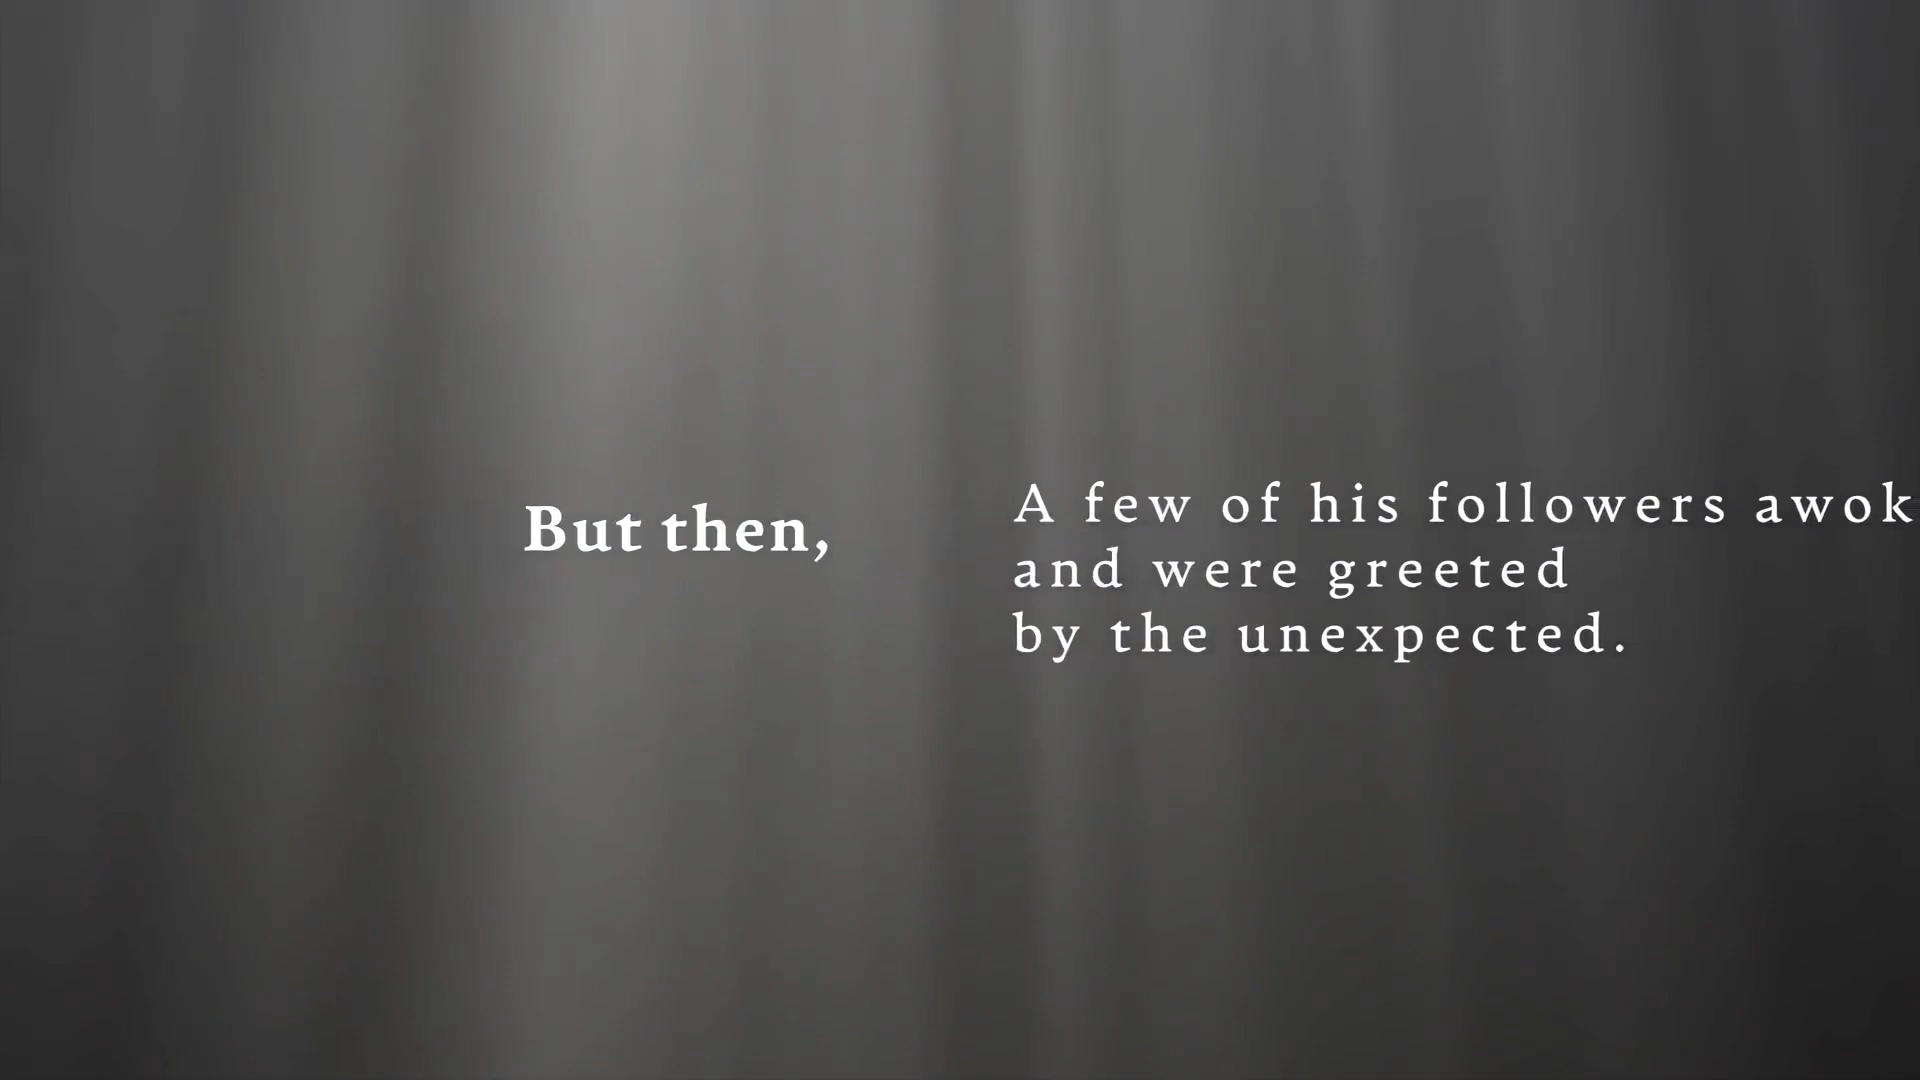 But then,
A few of his followers awok
and were greeted
by the unexpected.